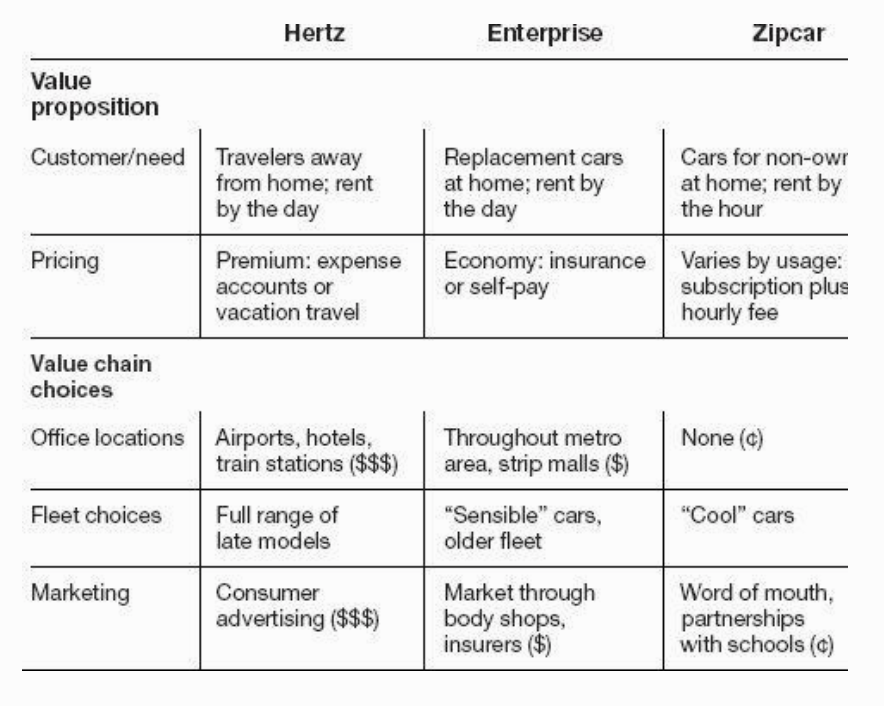 Hertz Enterprise Zipcar
Value
proposition
Customer/need Travelers away Replacement cars Cars for
from home; rent at home; rent by at home; rent by
by the day the day the hour
Pricing Premium: expense Economy: insurance Varies by usage:
accounts or or self-pay subscription plus
vacation travel hourly fee
Value chain
choices
Office locations Airports, hotels, Throughout metro None (¢)
train stations ($$$) area, strip malls ($)
Fleet choices Full range of “Sensible” cars, “Cool” cars
late models older fleet
Marketing Consumer Market through Word of mouth,
advertising ($$$) body shops, partnerships
insurers ($) with schools (¢)